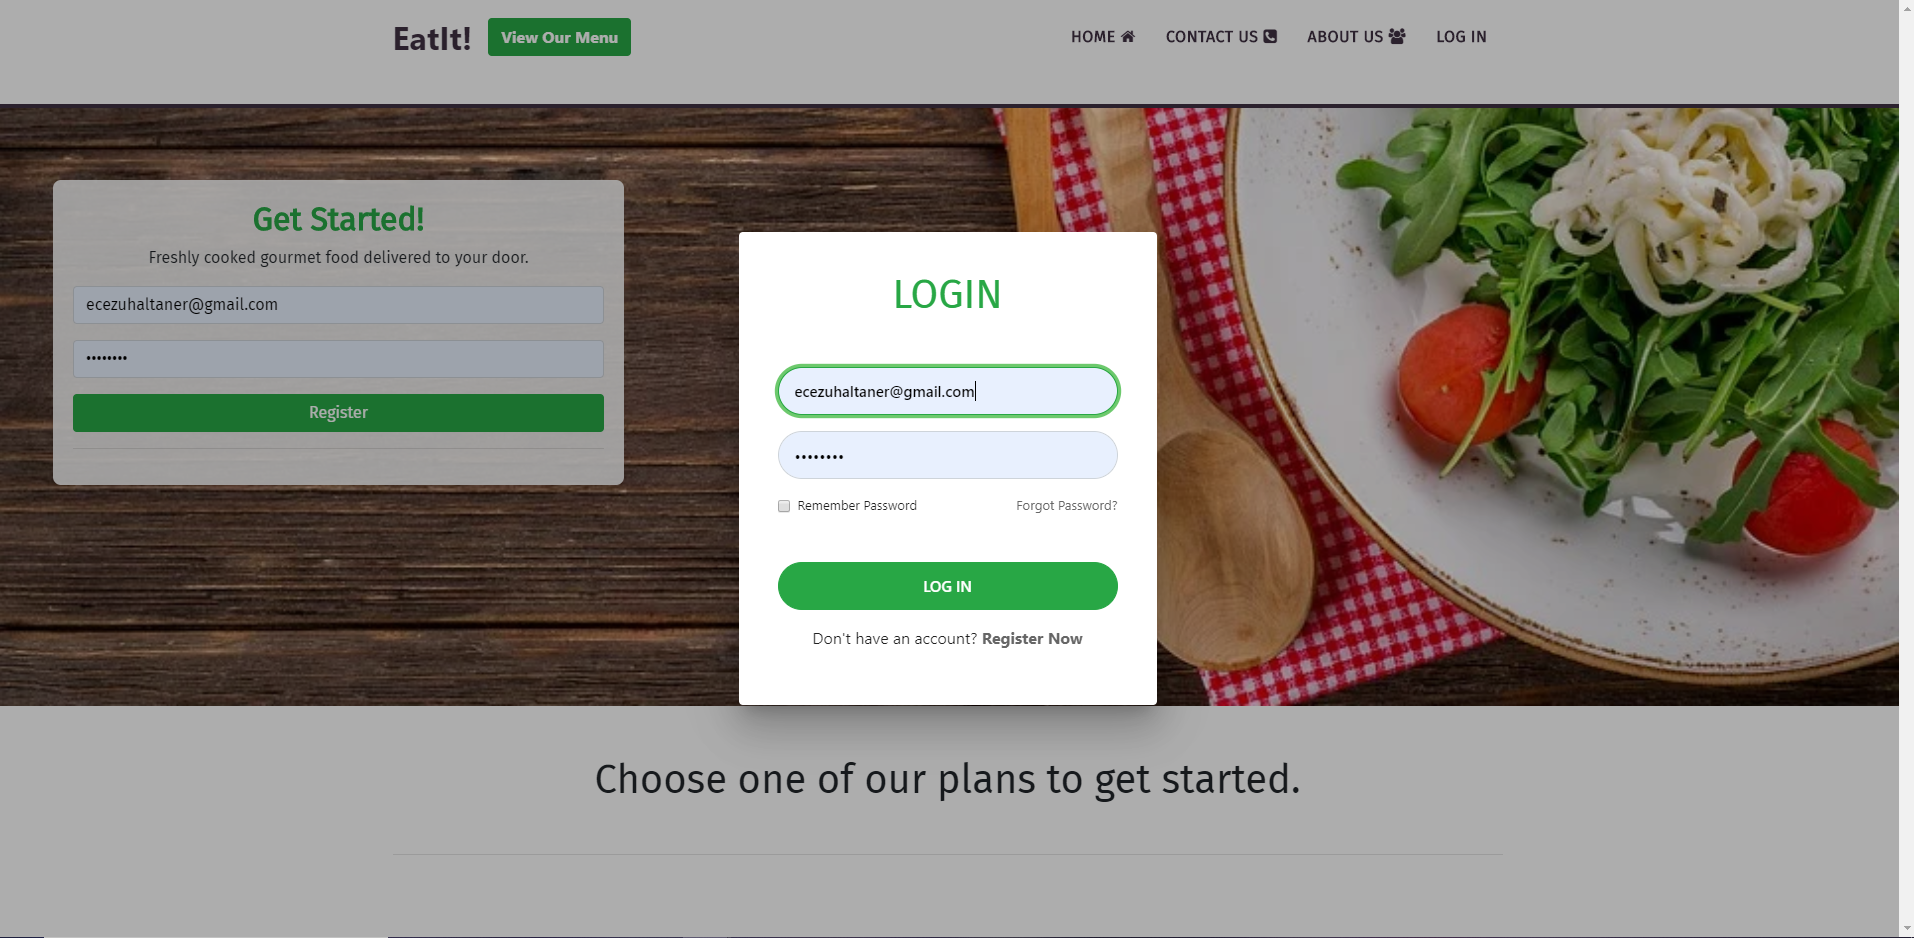 EatIt! View Our Menu HOME CONTACT US ABOUT US LOG IN
Get Started!
Freshly cooked gourmet food delivered to your door.
ecezuhaltaner@gmail.com
••••••••
Register
LOGIN
ecezuhaltaner@gmail.com
••••••••
Remember Password Forgot Password?
LOG IN
Don't have an account? Register Now
Choose one of our plans to get started.